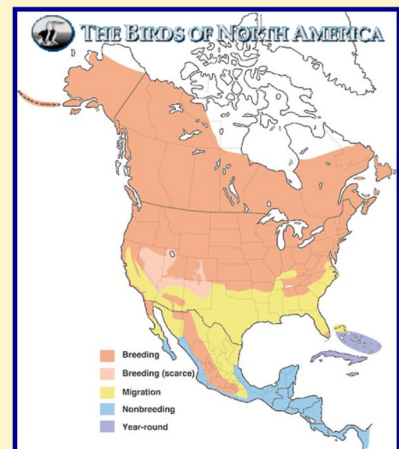 THE BIRDS OF NORTH AMERICA
Breeding
Breeding (scarce)
Migration
Nonbreeding
Year-round